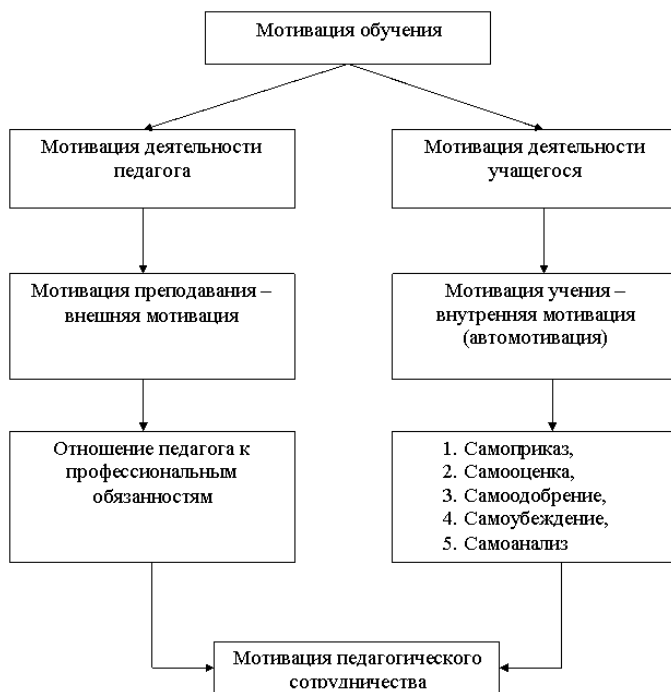 Мотивация обучения
Мотивация деятельности
педагога
Мотивация деятельности
учащегося
Мотивация преподавания –
внешняя мотивация
Мотивация учения –
внутренняя мотивация
(автомотивация)
Отношение педагога к
профессиональным
обязанностям
1. Самоприказ,
2. Самооценка,
3. Самоодобрение,
4. Самоубеждение,
5. Самоанализ
Мотивация педагогического
сотрудничества